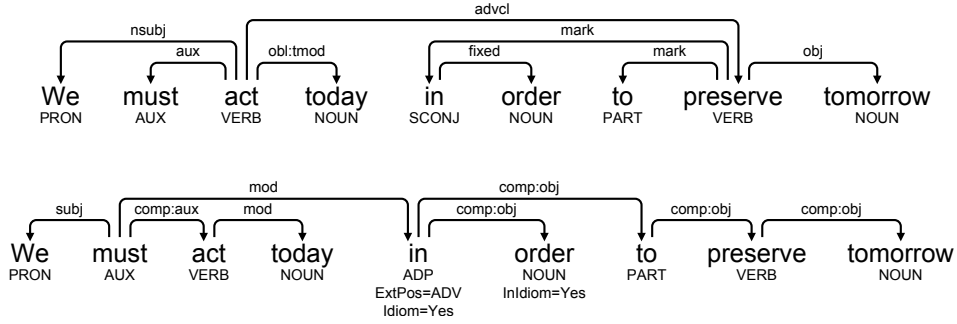 advcl
nsubj mark
aux obl:tmod fixed mark obj
We must act today in order to preserve tomorrow
PRON AUX VERB NOUN SCONJ NOUN PART VERB NOUN
mod comp:obj
subj comp:aux mod comp:obj comp:obj comp:obj
We must act today in order to preserve tomorrow
PRON AUX VERB NOUN ADP NOUN PART VERB NOUN
ExtPos=ADV InIdiom=Yes
Idiom=Yes